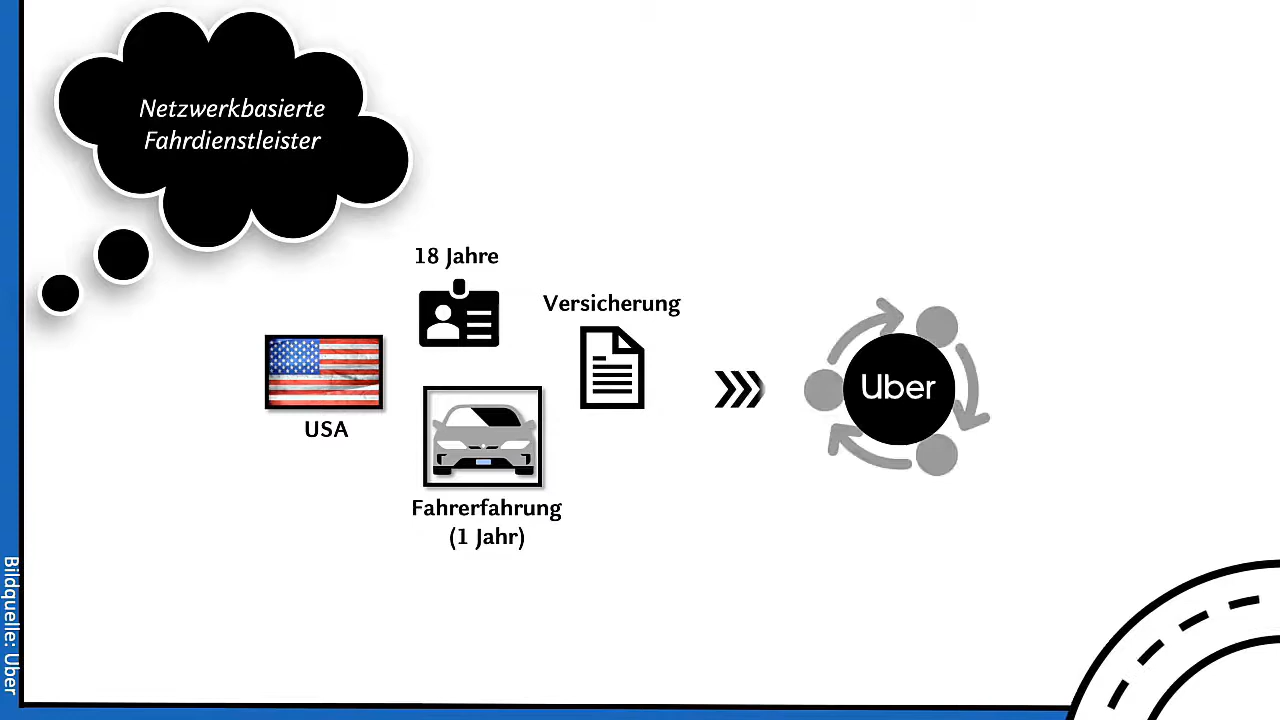 Netzwerkbasierte
Fahrdienstleister
18 Jahre
Versicherung
USA
Uber
Fahrerfahrung
(1 Jahr)
Bildquelle: Uber